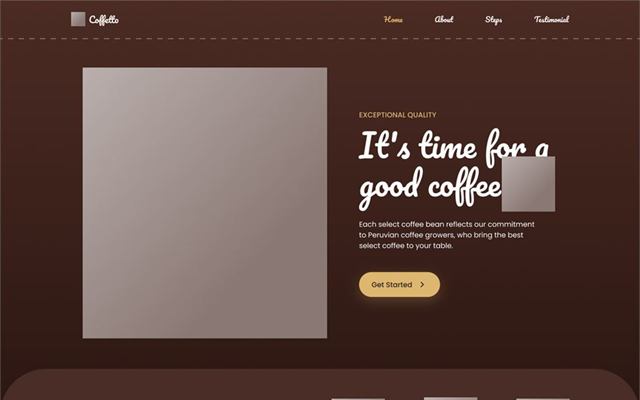 Coffetto
Home
About
Steps
Testimonial
EXCEPTIONAL QUALITY
It's time for a
good coffee
Each select coffee bean reflects our commitment
to Peruvian coffee growers, who bring the best
select coffee to your table.
Get Started